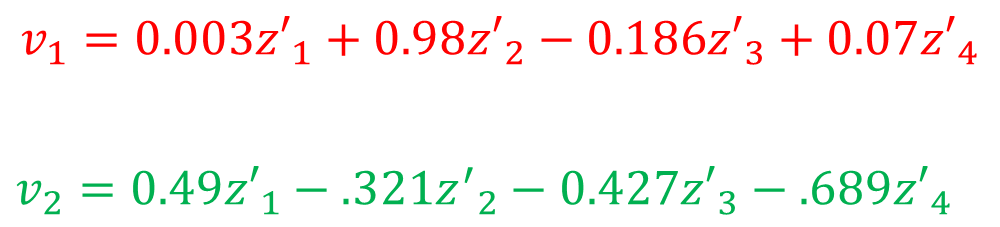 v₁ = 0.003z′₁ + 0.98z′₂ − 0.186z′₃ + 0.07z′₄
v₂ = 0.49z′₁ − .321z′₂ − 0.427z′₃ − .689z′₄